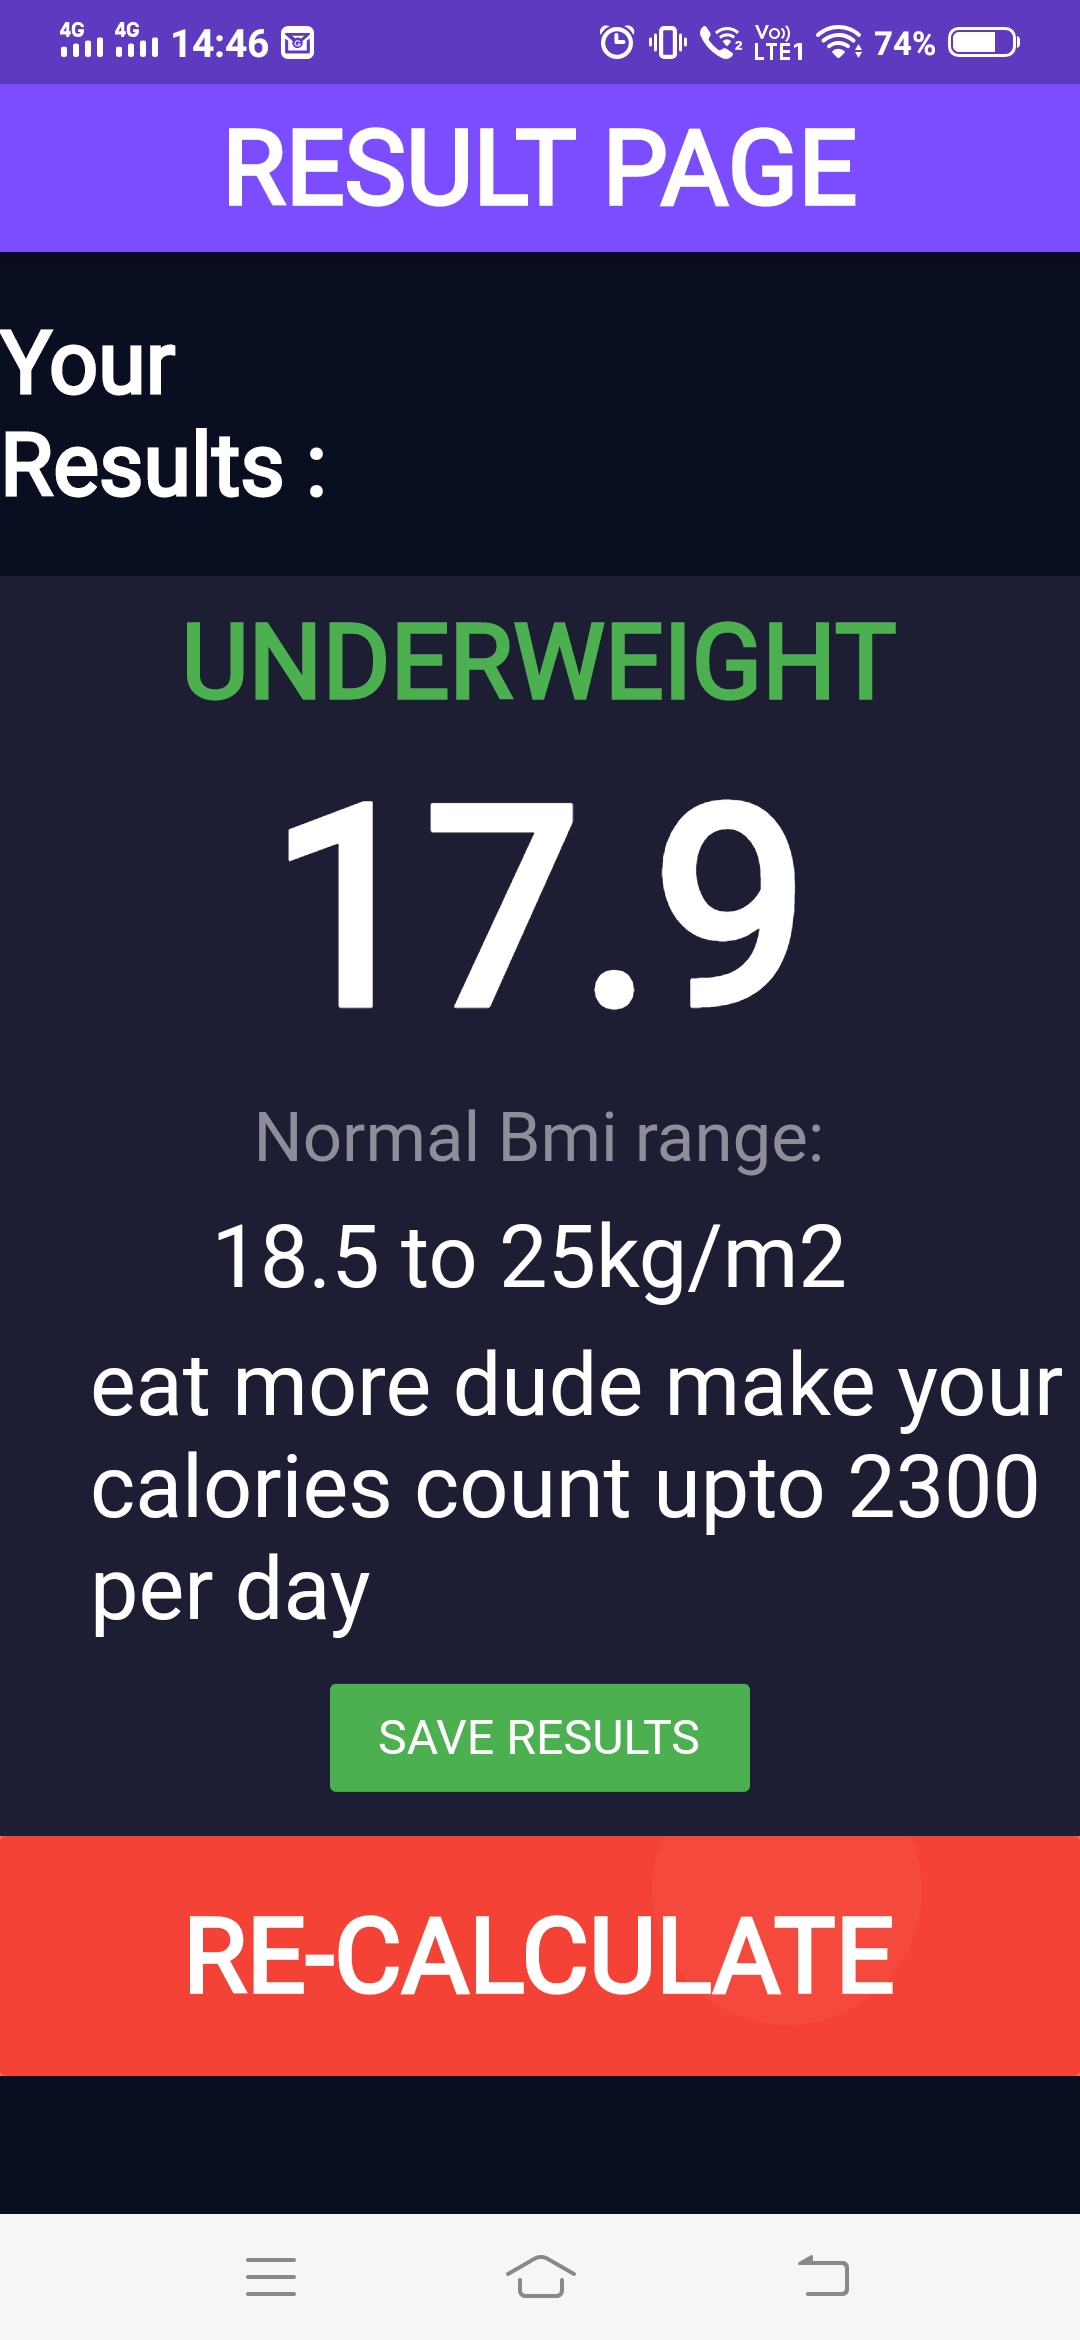 4G 4G 14:46 2 Vo)) LTE1 74%
RESULT PAGE
Your
Results :
UNDERWEIGHT
17.9
Normal Bmi range:
18.5 to 25kg/m2
eat more dude make your
calories count upto 2300
per day
SAVE RESULTS
RE-CALCULATE